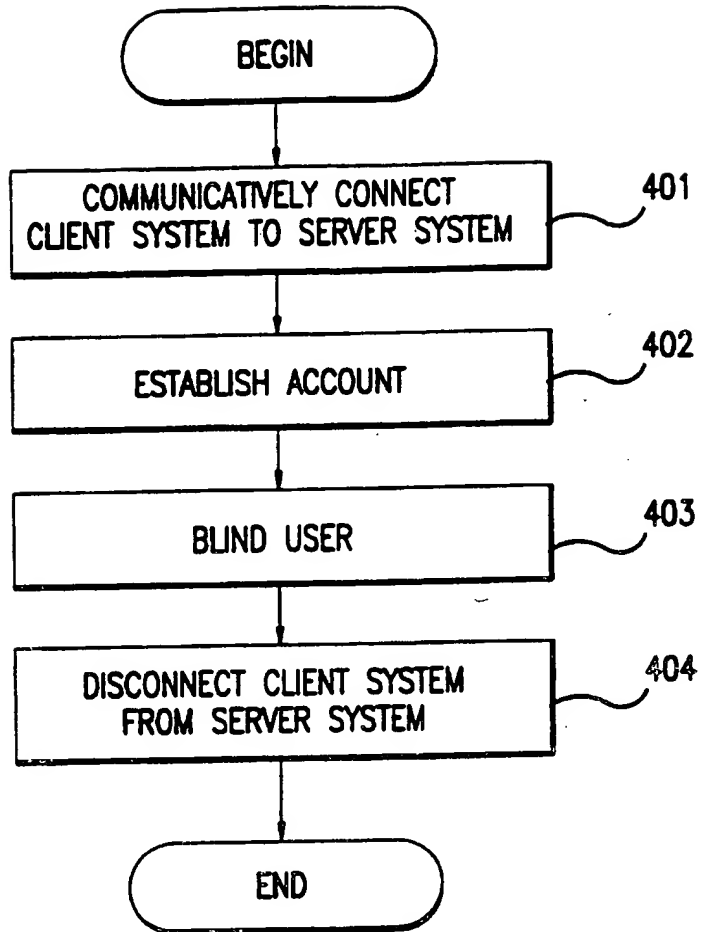 BEGIN
COMMUNICATIVELY CONNECT
CLIENT SYSTEM TO SERVER SYSTEM
401
ESTABLISH ACCOUNT
402
BLIND USER
403
DISCONNECT CLIENT SYSTEM
FROM SERVER SYSTEM
404
END